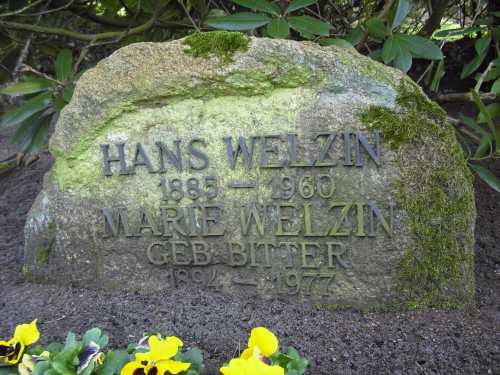 HANS WELZIN
1885 – 1960
MARIE WELZIN
GEB. BITTER
1894 – 1977